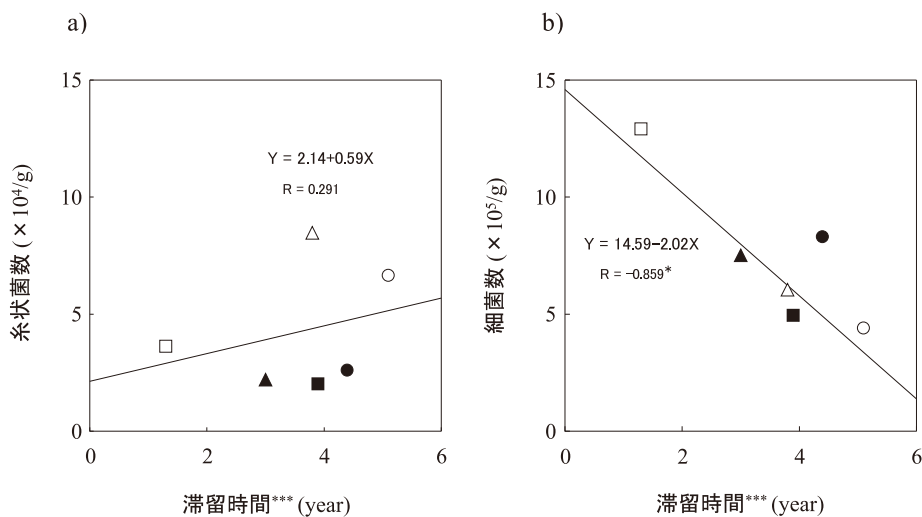 a)
15
10
5
0
0 2 4 6
糸状菌数 (×10⁴/g)
滞留時間*** (year)
Y = 2.14+0.59X
R = 0.291
b)
15
10
5
0
0 2 4 6
細菌数 (×10⁵/g)
滞留時間*** (year)
Y = 14.59−2.02X
R = −0.859*